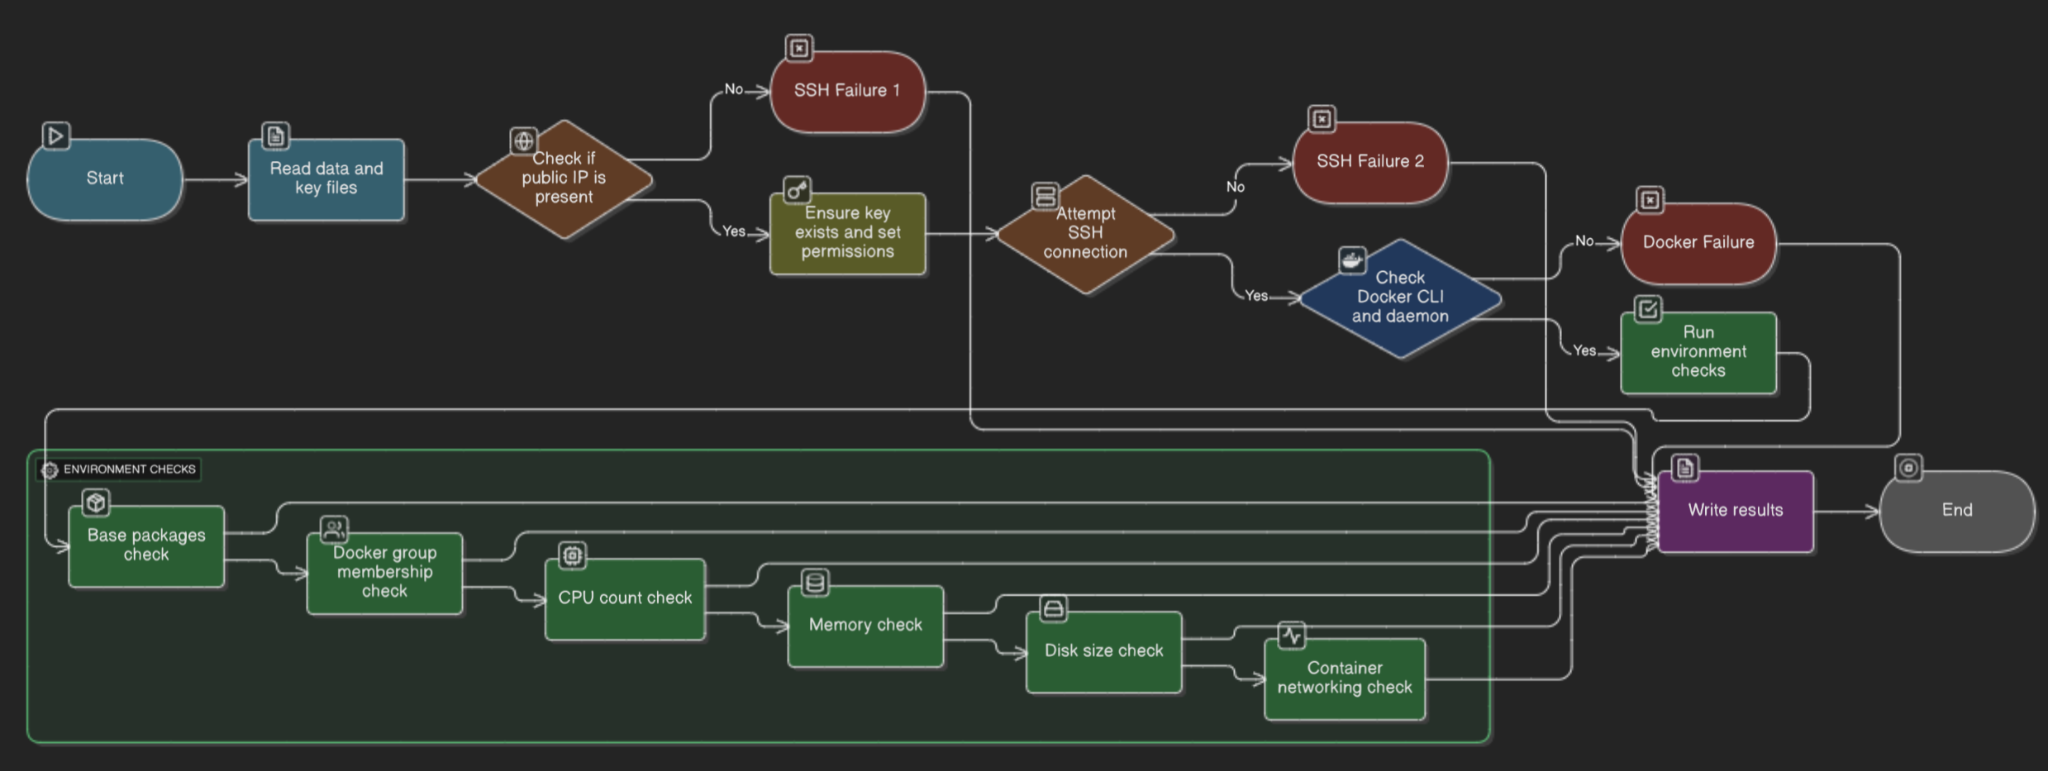 Start
Read data and
key files
Check if
public IP is
present
No
Yes
SSH Failure 1
Ensure key
exists and set
permissions
Attempt
SSH
connection
No
Yes
SSH Failure 2
Check
Docker CLI
and daemon
No
Yes
Docker Failure
Run
environment
checks
ENVIRONMENT CHECKS
Base packages
check
Docker group
membership
check
CPU count check
Memory check
Disk size check
Container
networking check
Write results
End